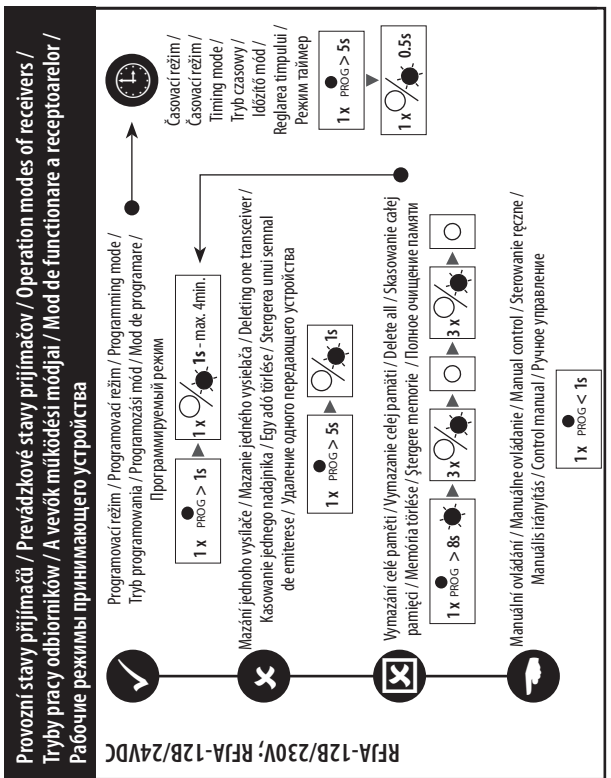 Provozní stavy přijímačů / Prevádzkové stavy prijímačov / Operation modes of receivers /
Tryby pracy odbiorników / A vevők működési módjai / Mod de functionare a receptoarelor /
Рабочие режимы принимающего устройства
RFJA-12B/230V; RFJA-12B/24VDC
Programovací režim / Programovací režim / Programming mode /
Tryb programowania / Programozási mód / Mod de programare /
Программируемый режим
1 x PROG > 1s
1 x 1s - max. 4min.
Časovací režim /
Časovací režim /
Timing mode /
Tryb czasowy /
Időzítő mód /
Reglarea timpului /
Режим таймер
1 x PROG > 5s
1 x 0.5s
Mazání jednoho vysílače / Mazanie jedného vysielača / Deleting one transceiver /
Kasowanie jednego nadajnika / Egy adó törlése / Stergerea unui semnal
de emiterese / Удаление одного передающего устройства
1 x PROG > 5s
1s
Vymazání celé paměti / Vymazanie celej pamäti / Delete all / Skasowanie całej
pamięci / Memória törlése / Ştergere memorie / Полное очищение памяти
1 x PROG > 8s
3 x
3 x
Manuální ovládání / Manuálne ovládanie / Manual control / Sterowanie ręczne /
Manuális irányítás / Control manual / Ручное управление
1 x PROG < 1s